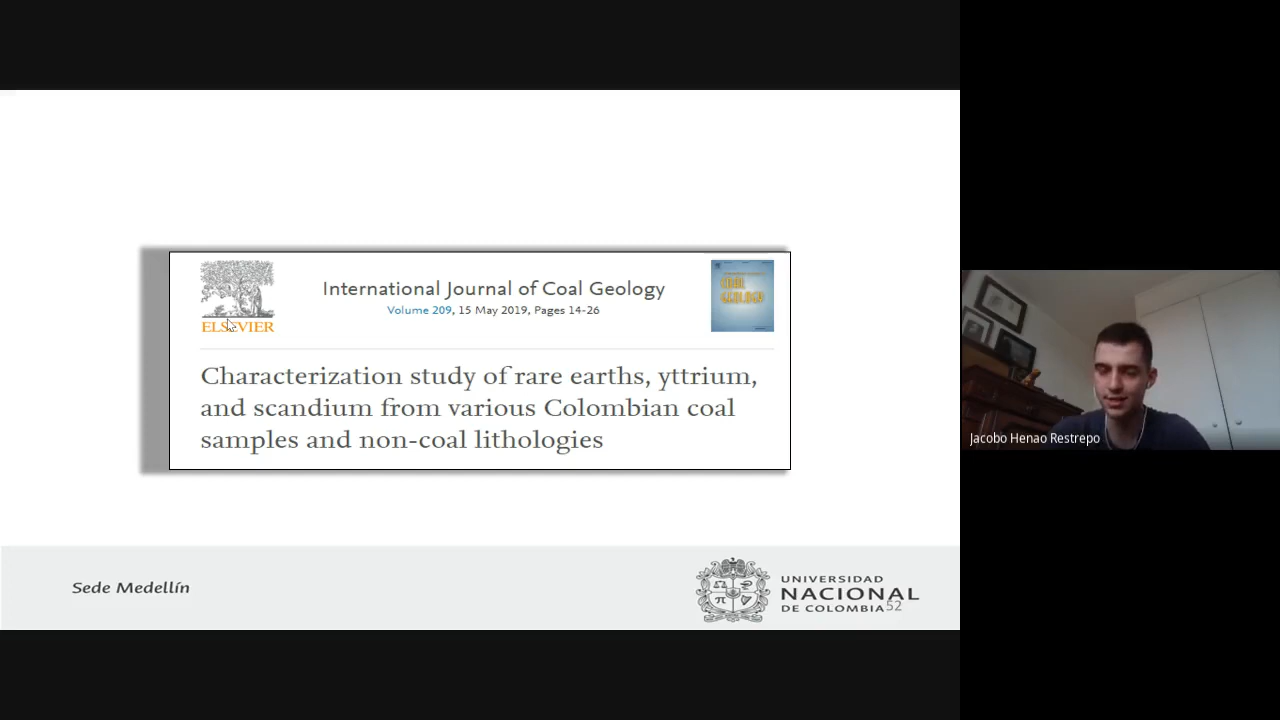 ELSEVIER
International Journal of Coal Geology
Volume 209, 15 May 2019, Pages 14-26
COAL
GEOLOGY
Characterization study of rare earths, yttrium,
and scandium from various Colombian coal
samples and non-coal lithologies
Jacobo Henao Restrepo
Sede Medellín
UNIVERSIDAD
NACIONAL
DE COLOMBIA
52